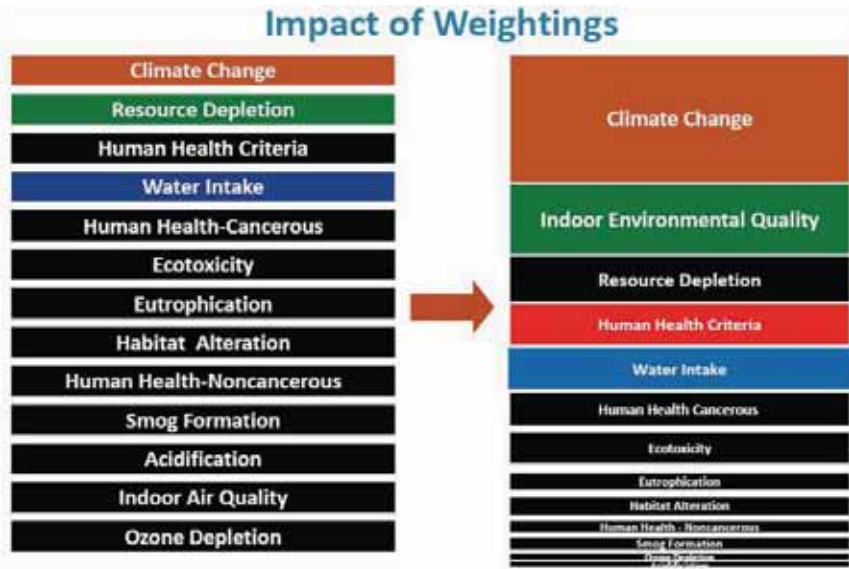 Impact of Weightings
Climate Change
Resource Depletion
Human Health Criteria
Water Intake
Human Health-Cancerous
Ecotoxicity
Eutrophication
Habitat Alteration
Human Health-Noncancerous
Smog Formation
Acidification
Indoor Air Quality
Ozone Depletion
Climate Change
Indoor Environmental Quality
Resource Depletion
Human Health Criteria
Water Intake
Human Health Cancerous
Ecotoxicity
Eutrophication
Habitat Alteration
Human Health - Noncancerous
Smog Formation
Ozone Depletion